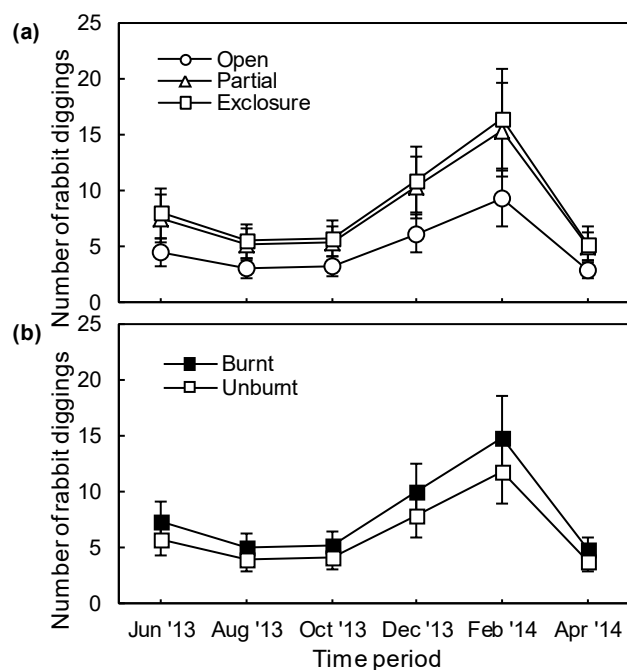 (a)
25
20
15
10
5
0
Number of rabbit diggings
Open
Partial
Exclosure
(b)
25
20
15
10
5
0
Number of rabbit diggings
Burnt
Unburnt
Jun '13 Aug '13 Oct '13 Dec '13 Feb '14 Apr '14
Time period